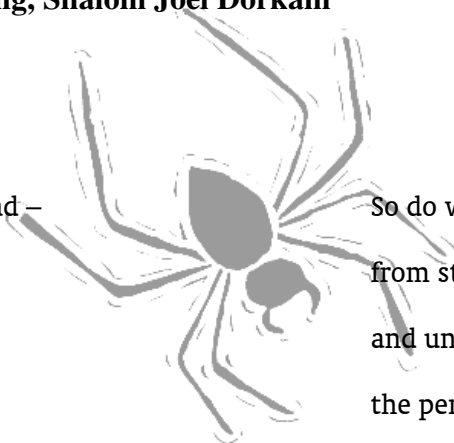 ng, Shalom Joel Dorkam
nd –
So do w
from st
and un
the per